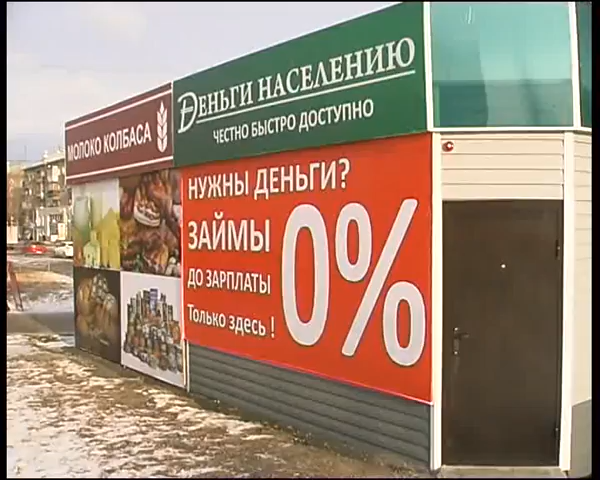 МОЛОКО КОЛБАСА
ДЕНЬГИ НАСЕЛЕНИЮ
ЧЕСТНО БЫСТРО ДОСТУПНО
НУЖНЫ ДЕНЬГИ?
ЗАЙМЫ
ДО ЗАРПЛАТЫ
Только здесь !
0%